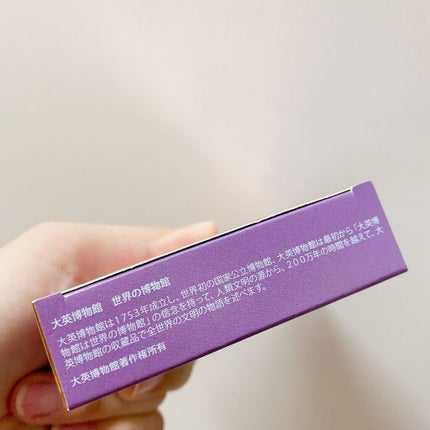 大英博物館　世界の博物館
大英博物館は1753年成立し、世界初の国家公立博物館、大英博物館は最初から「大英博
物館は世界の博物館」の信念を持って、人類文明の源から、200万年の時間を越えて、大
英博物館の収蔵品で全世界の文明の物語を述べます。
大英博物館著作権所有